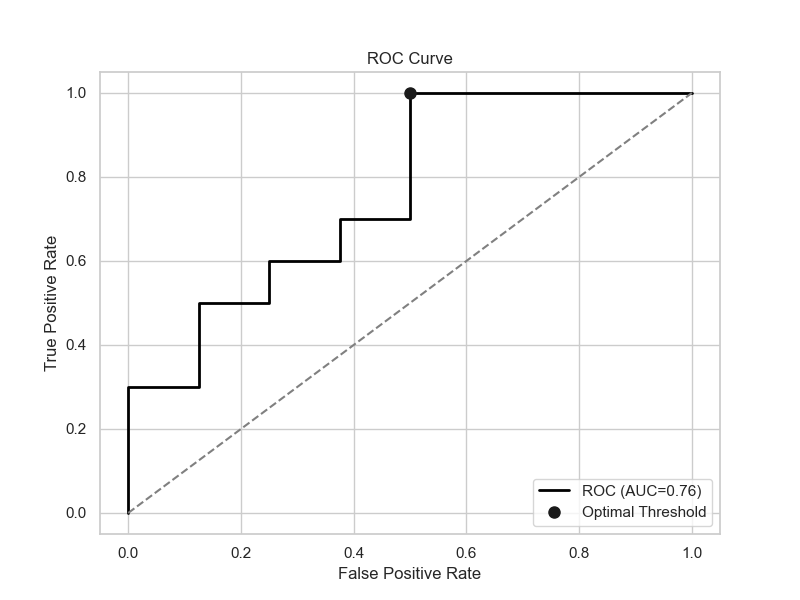 ROC Curve
True Positive Rate
1.0
0.8
0.6
0.4
0.2
0.0
0.0 0.2 0.4 0.6 0.8 1.0
False Positive Rate
ROC (AUC=0.76)
Optimal Threshold